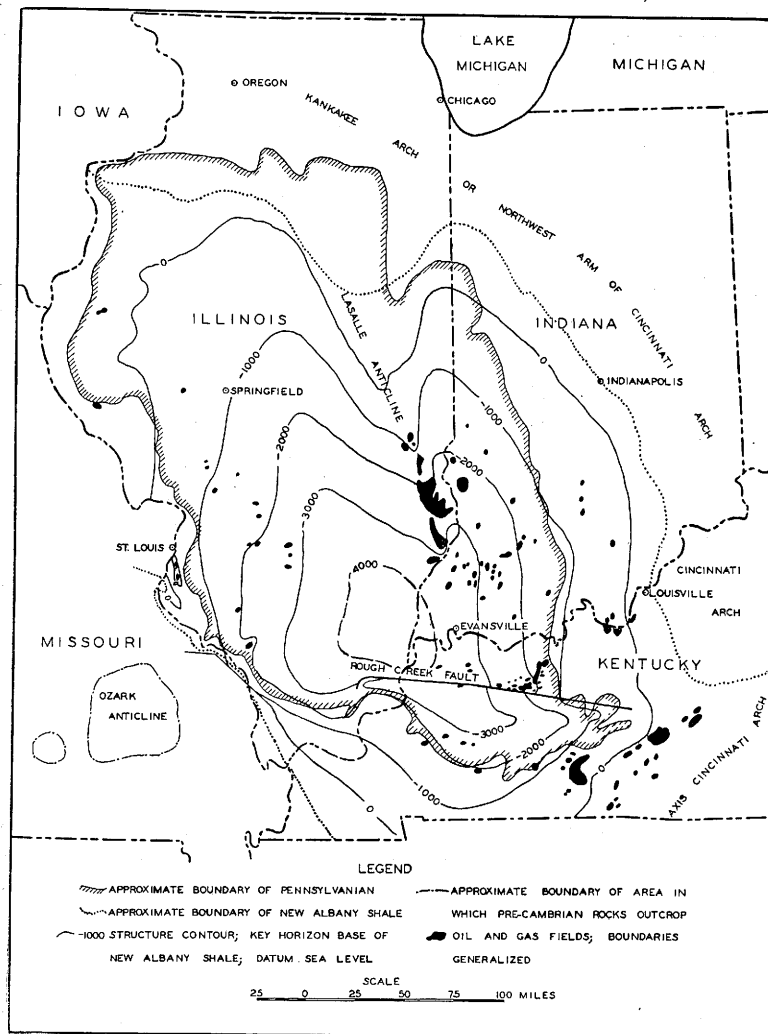 LAKE
MICHIGAN
MICHIGAN
OREGON
IOWA
KANKAKEE
CHICAGO
ARCH
OR
NORTHWEST
ARM
OF
CINCINNATI
ARCH
0
ILLINOIS
LASALLE
ANTICLINE
INDIANA
0
-1000
SPRINGFIELD
INDIANAPOLIS
-1000
-2000
-2000
-3000
ST. LOUIS
-4000
CINCINNATI
LOUISVILLE
ARCH
0
EVANSVILLE
MISSOURI
ROUGH CREEK FAULT
KENTUCKY
OZARK
ANTICLINE
-3000
-2000
-1000
0
0
AXIS CINCINNATI ARCH
LEGEND
APPROXIMATE BOUNDARY OF PENNSYLVANIAN
APPROXIMATE BOUNDARY OF NEW ALBANY SHALE
-1000 STRUCTURE CONTOUR; KEY HORIZON BASE OF
NEW ALBANY SHALE; DATUM SEA LEVEL
APPROXIMATE BOUNDARY OF AREA IN
WHICH PRE-CAMBRIAN ROCKS OUTCROP
OIL AND GAS FIELDS; BOUNDARIES
GENERALIZED
SCALE
25 0 25 50 75 100 MILES